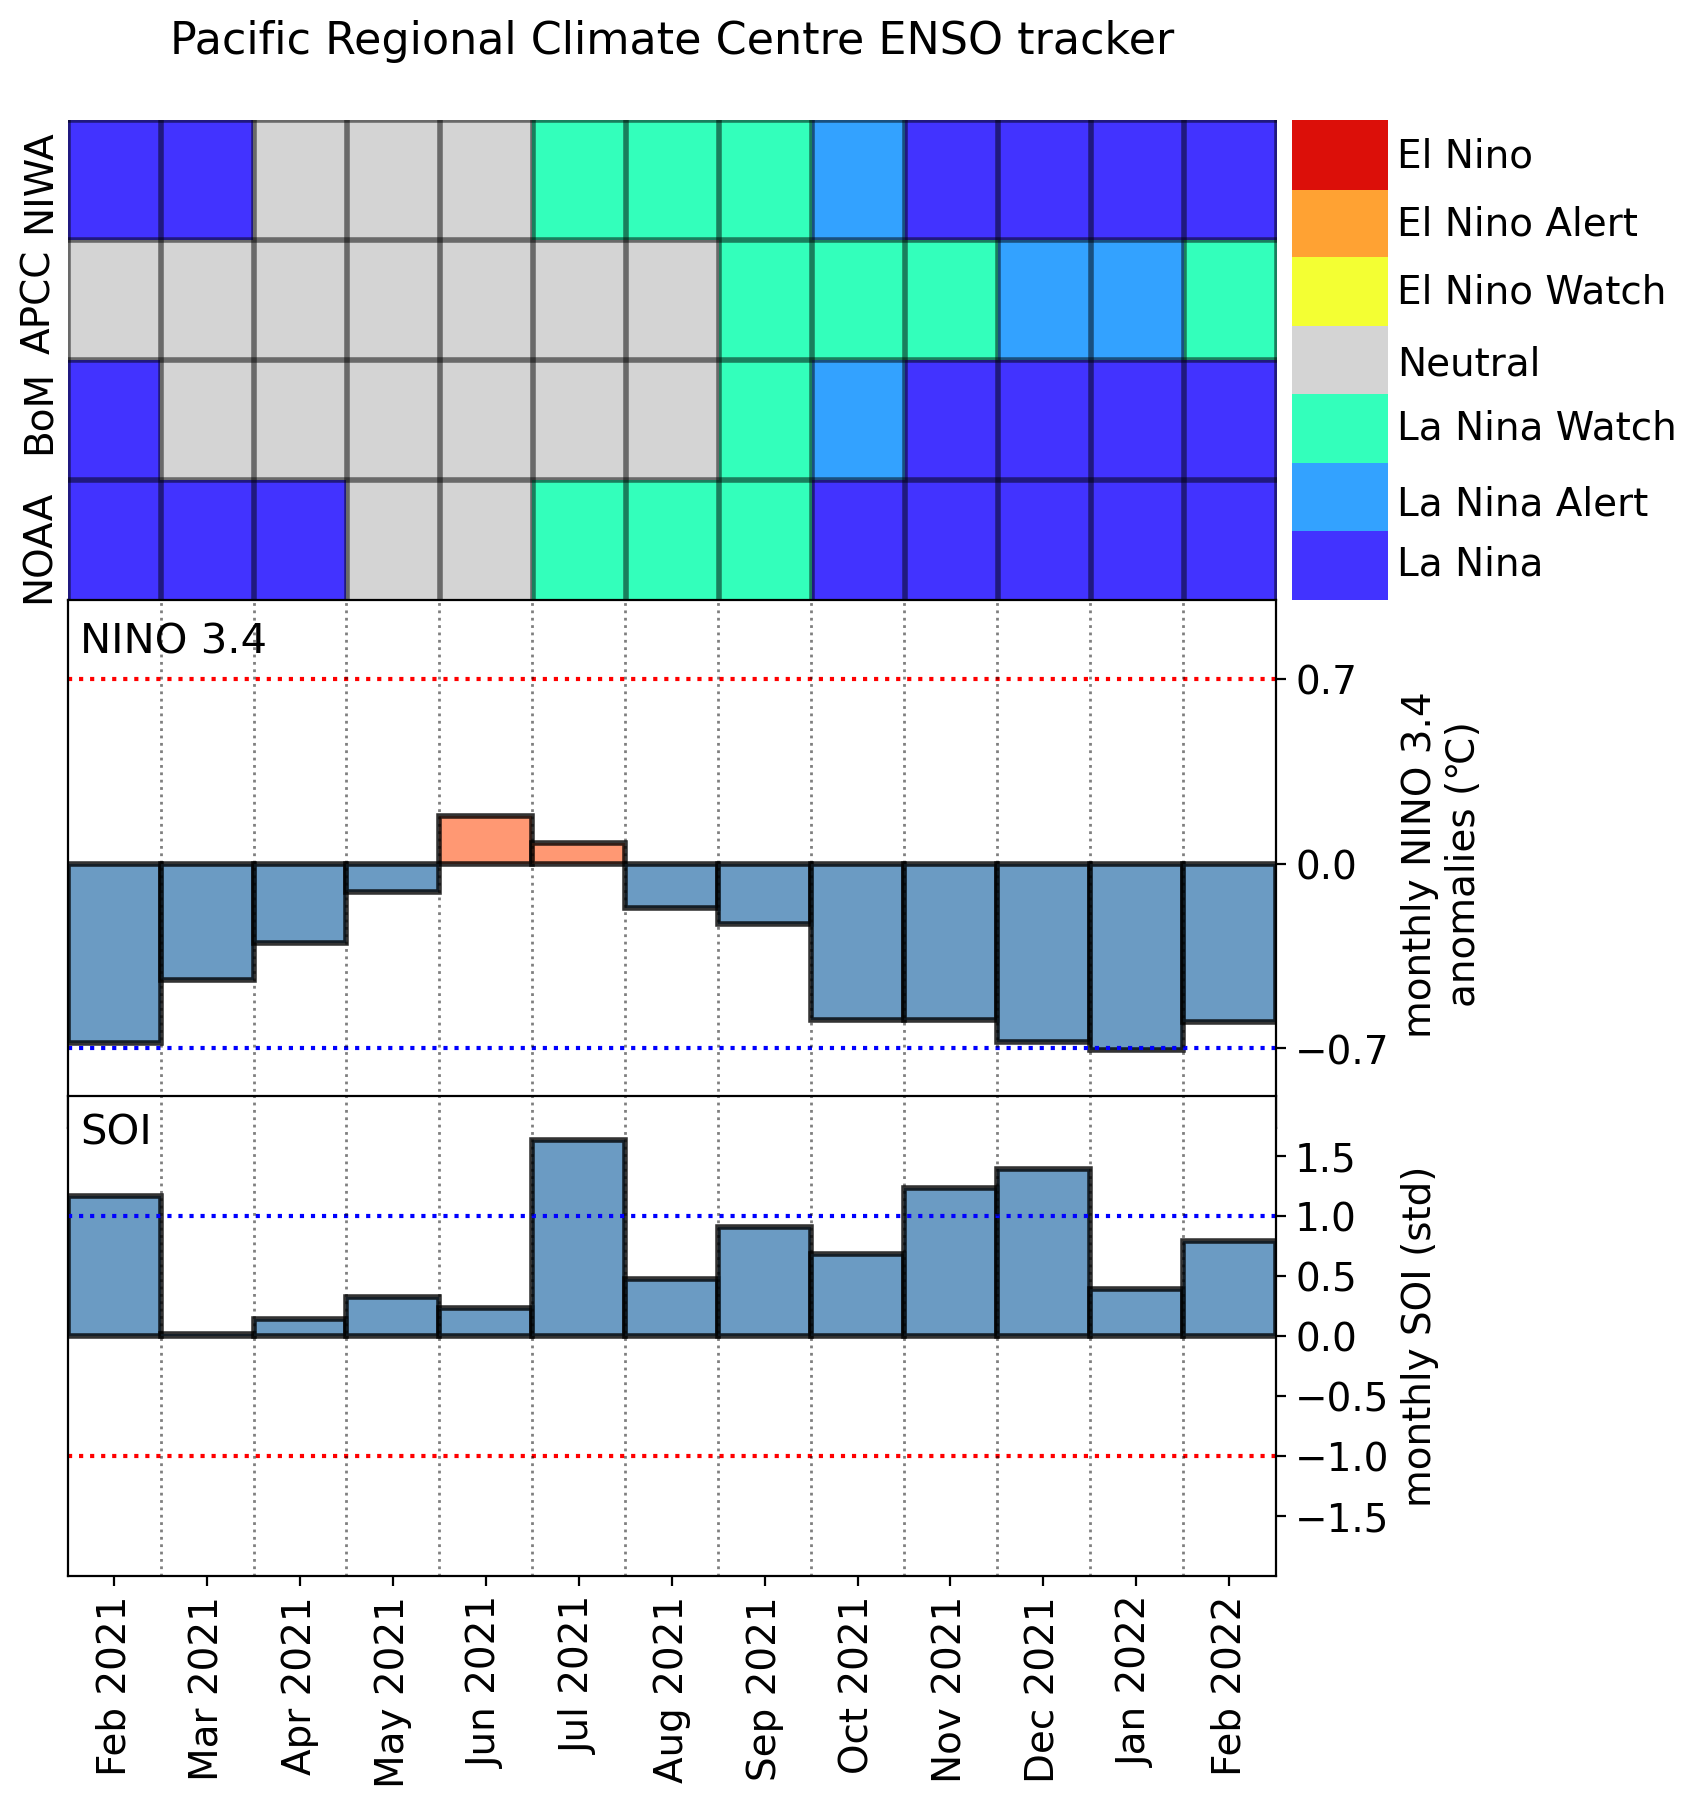 Pacific Regional Climate Centre ENSO tracker
NIWA
APCC
BoM
NOAA
El Nino
El Nino Alert
El Nino Watch
Neutral
La Nina Watch
La Nina Alert
La Nina
NINO 3.4
0.7
0.0
−0.7
monthly NINO 3.4
anomalies (°C)
SOI
1.5
1.0
0.5
0.0
−0.5
−1.0
−1.5
monthly SOI (std)
Feb 2021
Mar 2021
Apr 2021
May 2021
Jun 2021
Jul 2021
Aug 2021
Sep 2021
Oct 2021
Nov 2021
Dec 2021
Jan 2022
Feb 2022